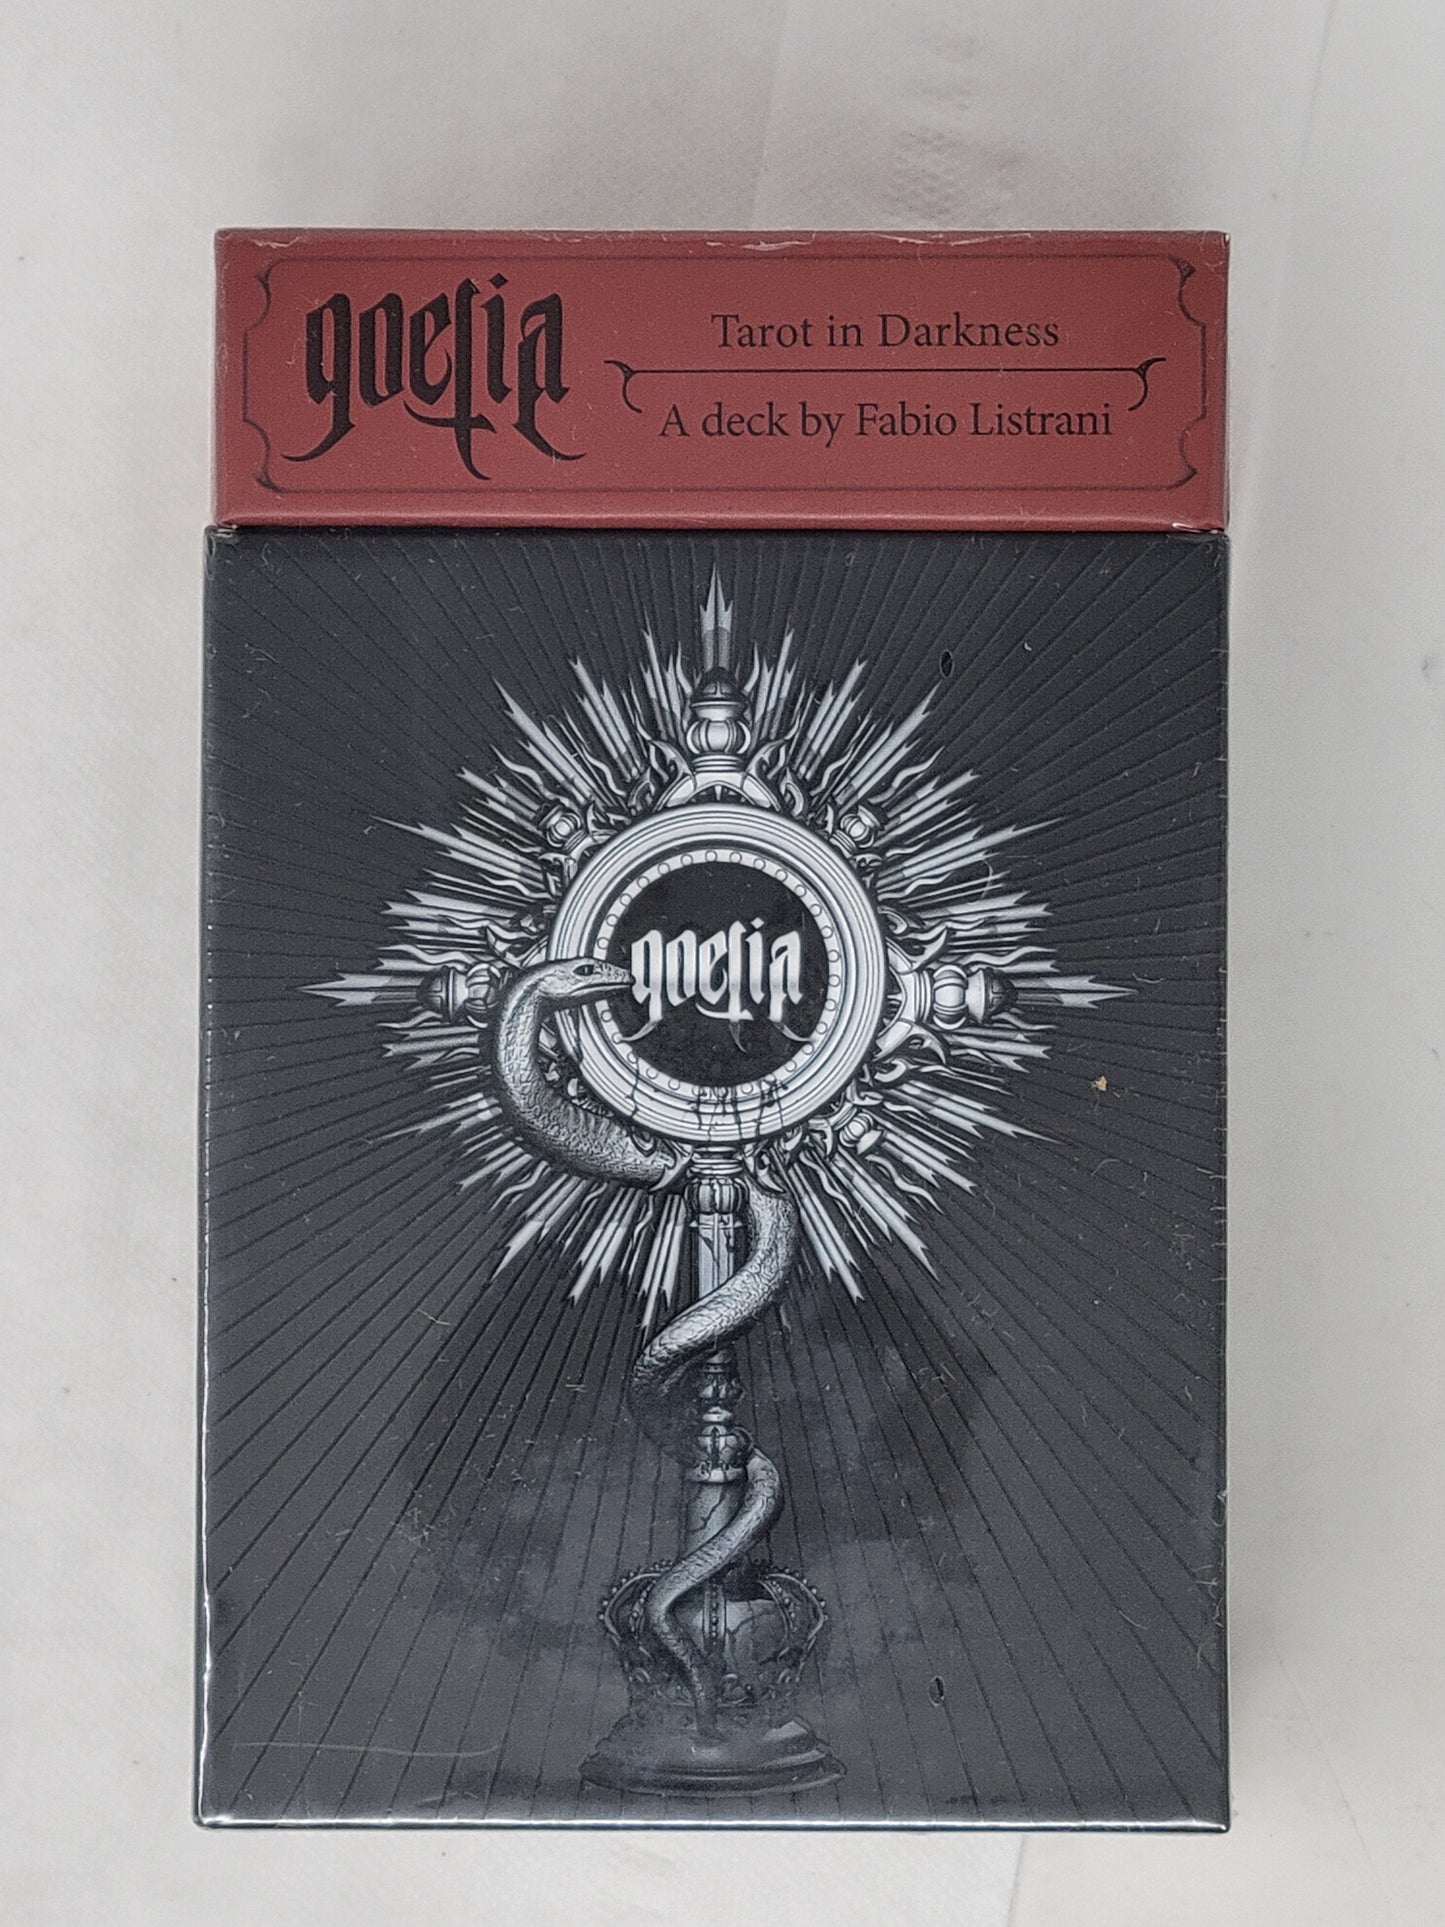 goetia
Tarot in Darkness
A deck by Fabio Listrani
goetia